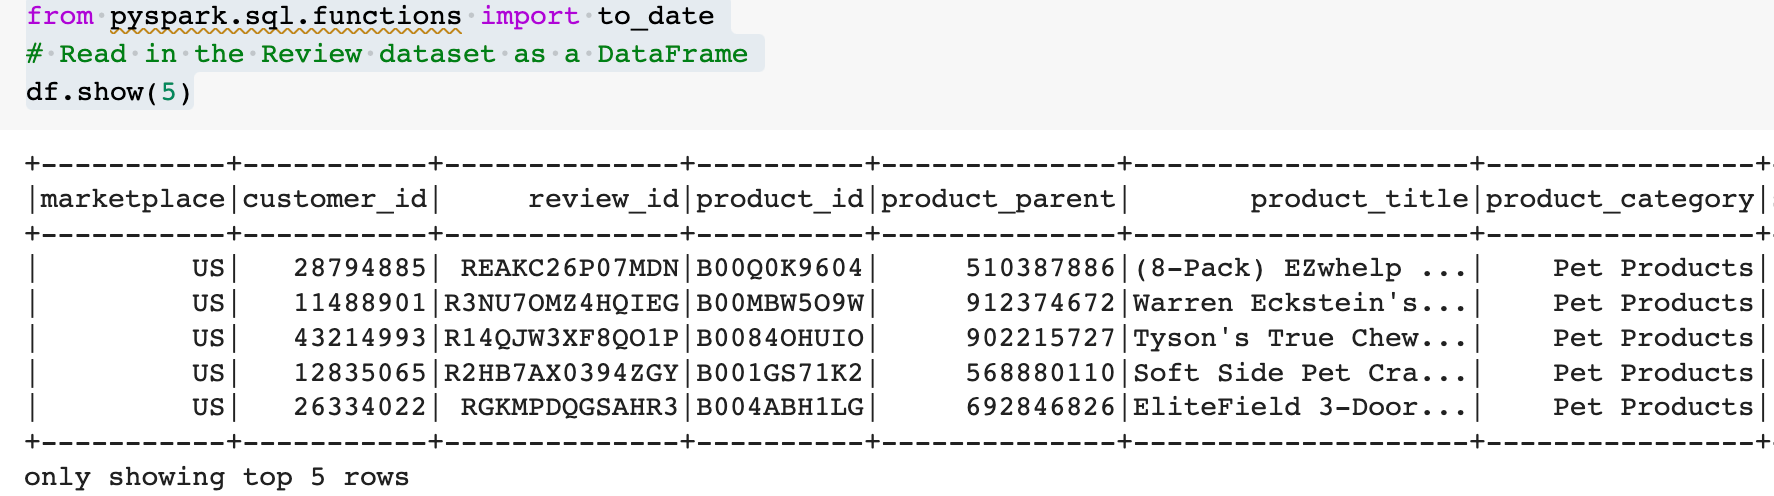 from pyspark.sql.functions import to_date
# Read in the Review dataset as a DataFrame
df.show(5)
+-----------+-----------+--------------+----------+--------------+--------------------+----------------+
|marketplace|customer_id|     review_id|product_id|product_parent|       product_title|product_category|
+-----------+-----------+--------------+----------+--------------+--------------------+----------------+
|         US|   28794885| REAKC26P07MDN|B00Q0K9604|     510387886|(8-Pack) EZwhelp ...|    Pet Products|
|         US|   11488901|R3NU7OMZ4HQIEG|B00MBW5O9W|     912374672|Warren Eckstein's...|    Pet Products|
|         US|   43214993|R14QJW3XF8QO1P|B0084OHUIO|     902215727|Tyson's True Chew...|    Pet Products|
|         US|   12835065|R2HB7AX0394ZGY|B001GS71K2|     568880110|Soft Side Pet Cra...|    Pet Products|
|         US|   26334022| RGKMPDQGSAHR3|B004ABH1LG|     692846826|EliteField 3-Door...|    Pet Products|
+-----------+-----------+--------------+----------+--------------+--------------------+----------------+
only showing top 5 rows